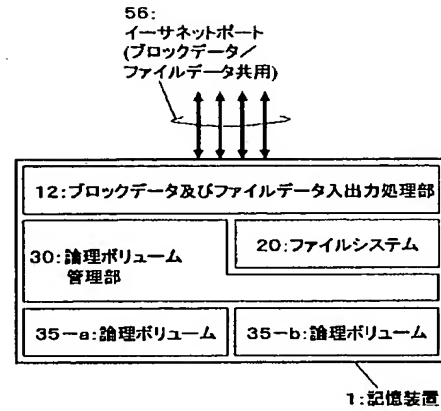 56:
イーサネットポート
(ブロックデータ/
ファイルデータ共用)
12:ブロックデータ及びファイルデータ入出力処理部
30:論理ボリューム
管理部
20:ファイルシステム
35-a:論理ボリューム
35-b:論理ボリューム
1:記憶装置